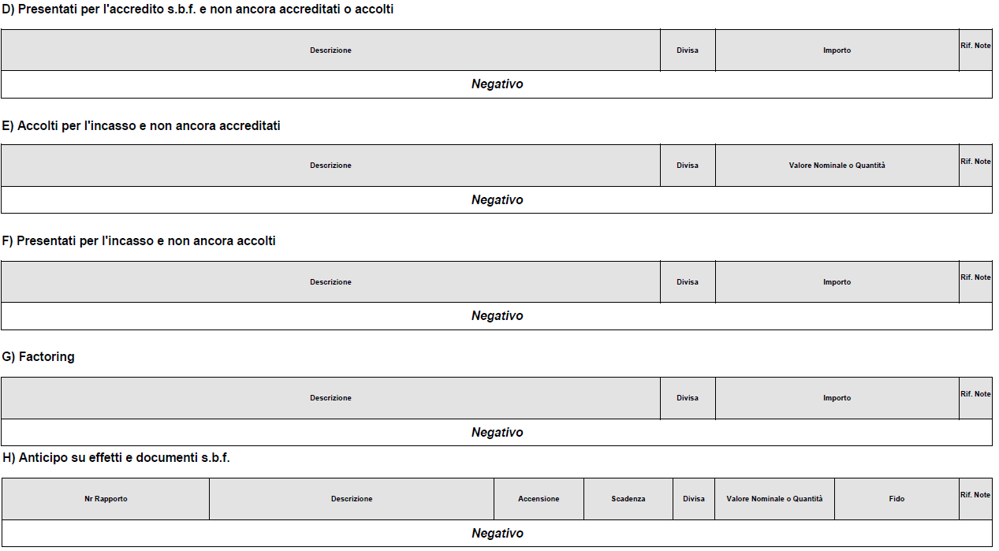 D) Presentati per l'accredito s.b.f. e non ancora accreditati o accolti
Descrizione Divisa Importo Rif. Note
Negativo
E) Accolti per l'incasso e non ancora accreditati
Descrizione Divisa Valore Nominale o Quantità Rif. Note
Negativo
F) Presentati per l'incasso e non ancora accolti
Descrizione Divisa Importo Rif. Note
Negativo
G) Factoring
Descrizione Divisa Importo Rif. Note
Negativo
H) Anticipo su effetti e documenti s.b.f.
Nr Rapporto Descrizione Accensione Scadenza Divisa Valore Nominale o Quantità Fido Rif. Note
Negativo